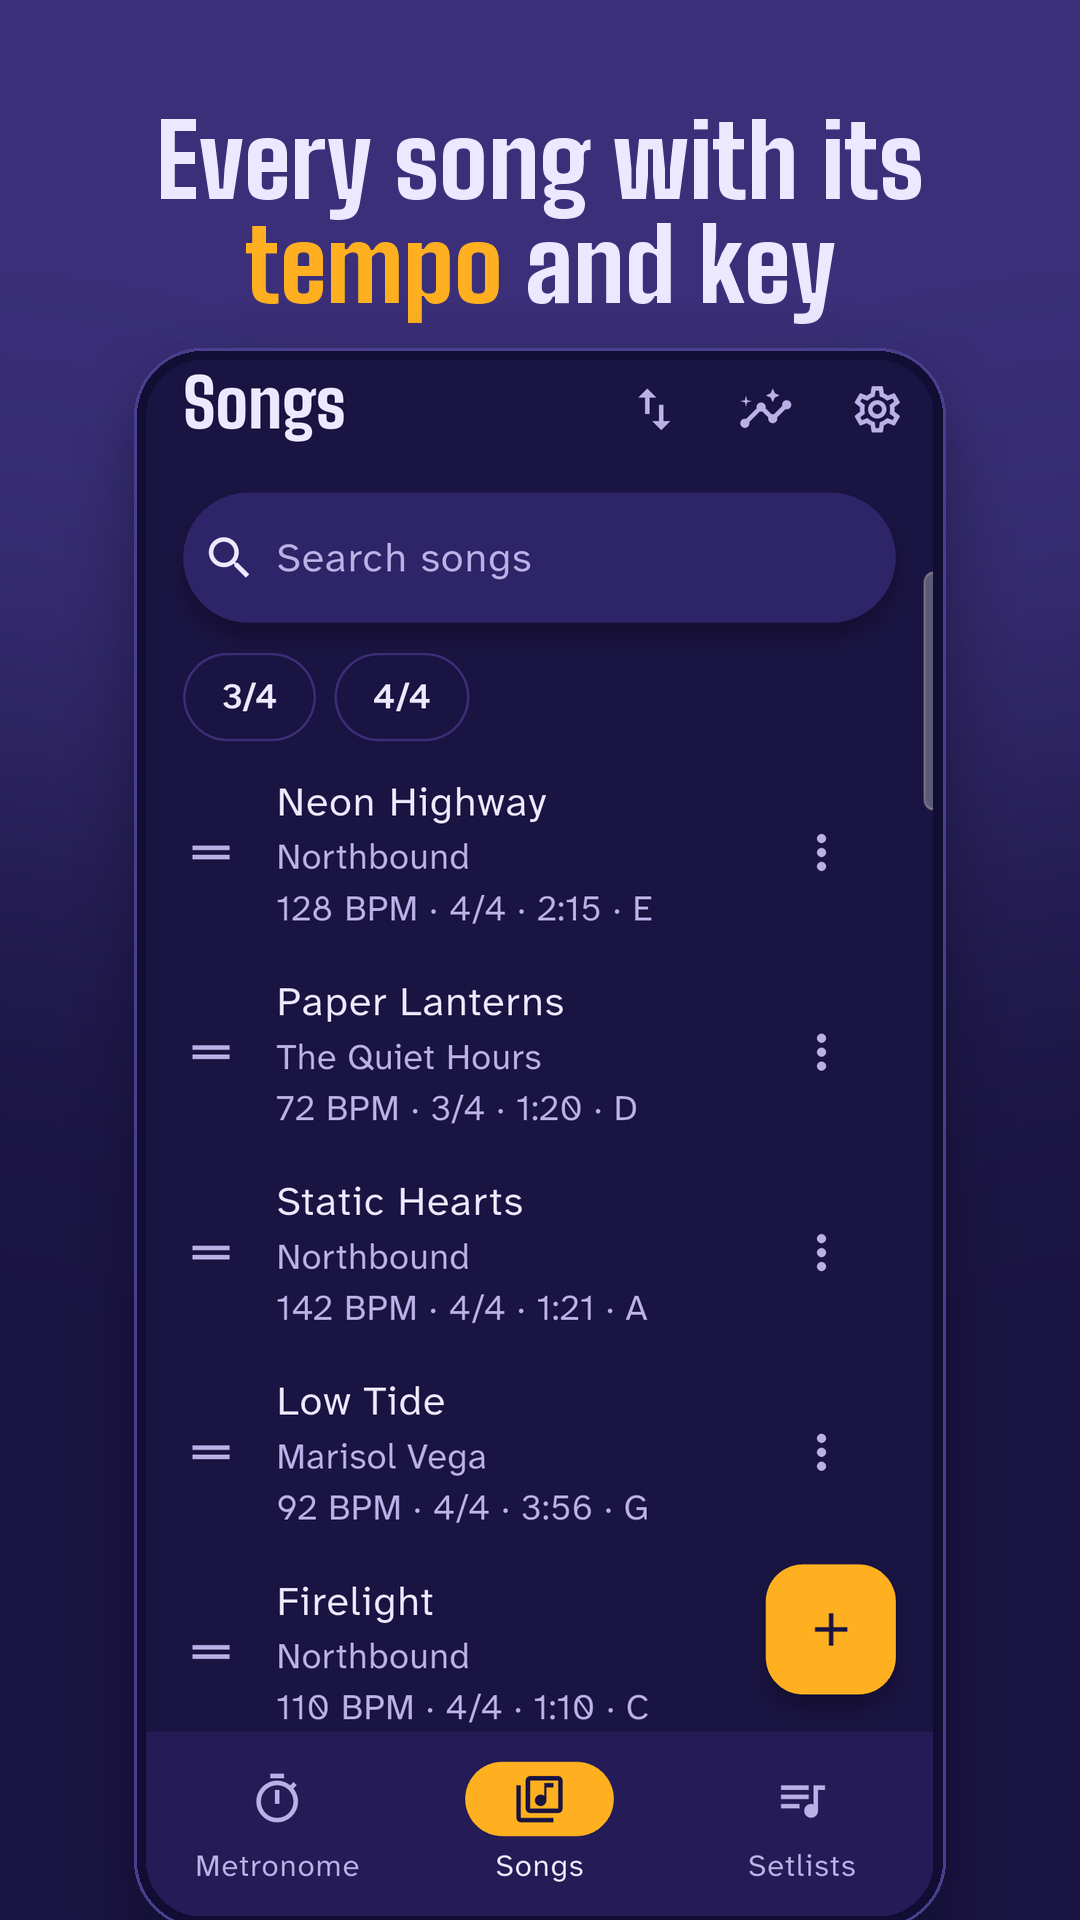 Every song with its
tempo and key
Songs
Search songs
3/4
4/4
Neon Highway
Northbound
128 BPM · 4/4 · 2:15 · E
Paper Lanterns
The Quiet Hours
72 BPM · 3/4 · 1:20 · D
Static Hearts
Northbound
142 BPM · 4/4 · 1:21 · A
Low Tide
Marisol Vega
92 BPM · 4/4 · 3:56 · G
Firelight
Northbound
110 BPM · 4/4 · 1:10 · C
Metronome
Songs
Setlists